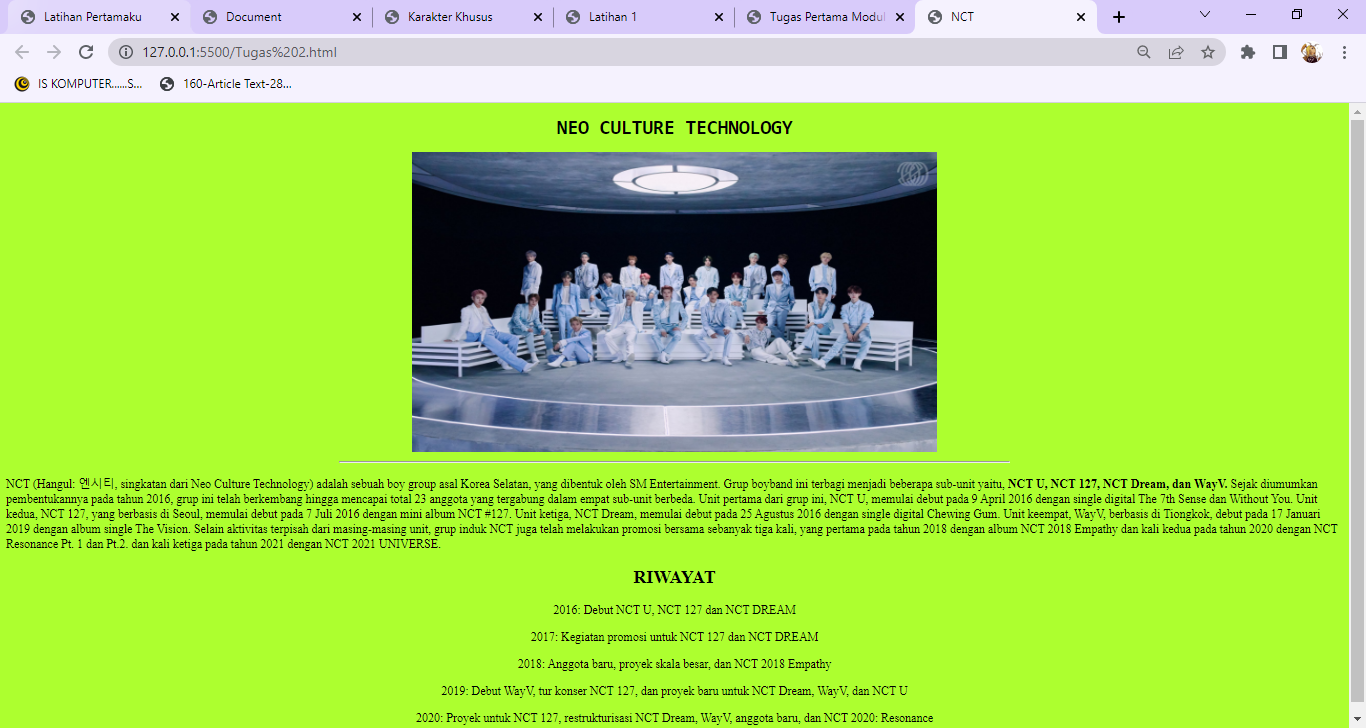 Latihan Pertamaku
Document
Karakter Khusus
Latihan 1
Tugas Pertama Modul
NCT
127.0.0.1:5500/Tugas%202.html
IS KOMPUTER......S...
160-Article Text-28...
NEO CULTURE TECHNOLOGY
NCT (Hangul: 엔시티, singkatan dari Neo Culture Technology) adalah sebuah boy group asal Korea Selatan, yang dibentuk oleh SM Entertainment. Grup boyband ini terbagi menjadi beberapa sub-unit yaitu, NCT U, NCT 127, NCT Dream, dan WayV. Sejak diumumkan
pembentukannya pada tahun 2016, grup ini telah berkembang hingga mencapai total 23 anggota yang tergabung dalam empat sub-unit berbeda. Unit pertama dari grup ini, NCT U, memulai debut pada 9 April 2016 dengan single digital The 7th Sense dan Without You. Unit
kedua, NCT 127, yang berbasis di Seoul, memulai debut pada 7 Juli 2016 dengan mini album NCT #127. Unit ketiga, NCT Dream, memulai debut pada 25 Agustus 2016 dengan single digital Chewing Gum. Unit keempat, WayV, berbasis di Tiongkok, debut pada 17 Januari
2019 dengan album single The Vision. Selain aktivitas terpisah dari masing-masing unit, grup induk NCT juga telah melakukan promosi bersama sebanyak tiga kali, yang pertama pada tahun 2018 dengan album NCT 2018 Empathy dan kali kedua pada tahun 2020 dengan NCT
Resonance Pt. 1 dan Pt.2. dan kali ketiga pada tahun 2021 dengan NCT 2021 UNIVERSE.
RIWAYAT
2016: Debut NCT U, NCT 127 dan NCT DREAM
2017: Kegiatan promosi untuk NCT 127 dan NCT DREAM
2018: Anggota baru, proyek skala besar, dan NCT 2018 Empathy
2019: Debut WayV, tur konser NCT 127, dan proyek baru untuk NCT Dream, WayV, dan NCT U
2020: Proyek untuk NCT 127, restrukturisasi NCT Dream, WayV, anggota baru, dan NCT 2020: Resonance